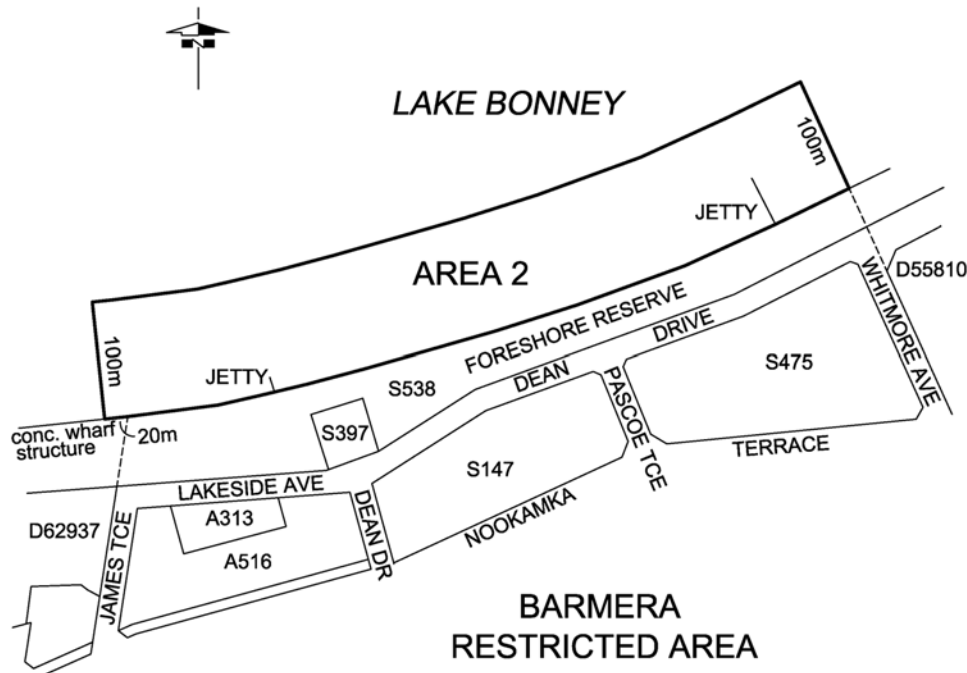 N
LAKE BONNEY
100m
JETTY
AREA 2
D55810
WHITMORE AVE
FORESHORE RESERVE
DRIVE
100m
JETTY
S538
DEAN
S475
PASCOE TCE
conc. wharf
structure
20m
S397
TERRACE
S147
LAKESIDE AVE
DEAN DR
NOOKAMKA
D62937
JAMES TCE
A313
A516
BARMERA
RESTRICTED AREA